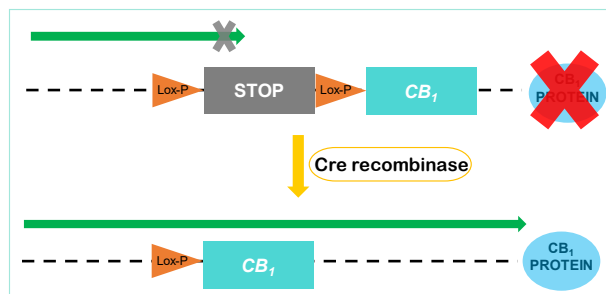 Lox-P
STOP
Lox-P
CB₁
CB₁
PROTEIN
Cre recombinase
Lox-P
CB₁
CB₁
PROTEIN